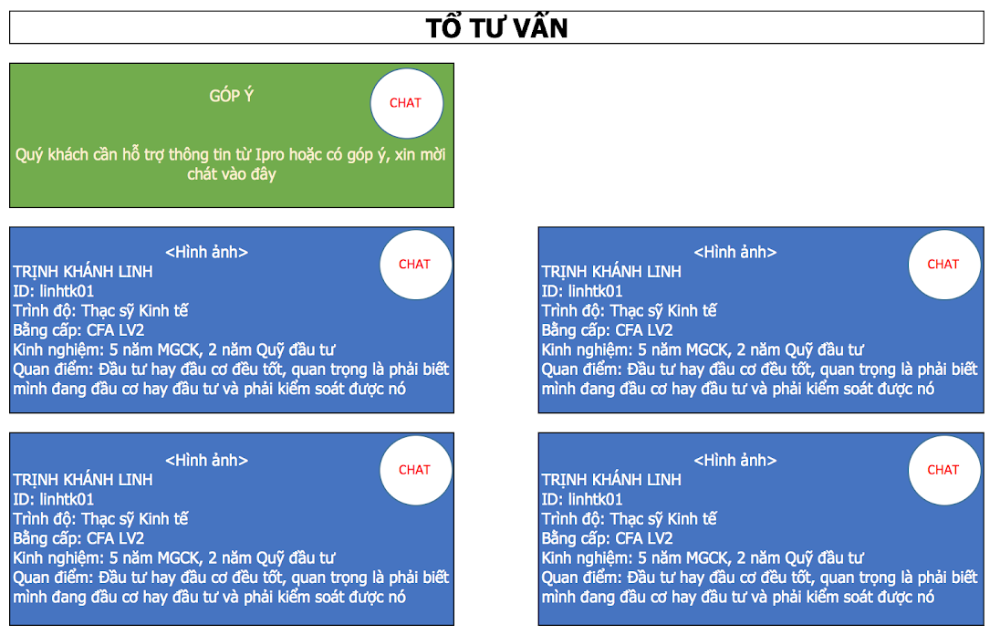 TỔ TƯ VẤN
GÓP Ý
CHAT
Quý khách cần hỗ trợ thông tin từ Ipro hoặc có góp ý, xin mời
chát vào đây
<Hình ảnh>
CHAT
TRỊNH KHÁNH LINH
ID: linhtk01
Trình độ: Thạc sỹ Kinh tế
Bằng cấp: CFA LV2
Kinh nghiệm: 5 năm MGCK, 2 năm Quỹ đầu tư
Quan điểm: Đầu tư hay đầu cơ đều tốt, quan trọng là phải biết
mình đang đầu cơ hay đầu tư và phải kiểm soát được nó
<Hình ảnh>
CHAT
TRỊNH KHÁNH LINH
ID: linhtk01
Trình độ: Thạc sỹ Kinh tế
Bằng cấp: CFA LV2
Kinh nghiệm: 5 năm MGCK, 2 năm Quỹ đầu tư
Quan điểm: Đầu tư hay đầu cơ đều tốt, quan trọng là phải biết
mình đang đầu cơ hay đầu tư và phải kiểm soát được nó
<Hình ảnh>
CHAT
TRỊNH KHÁNH LINH
ID: linhtk01
Trình độ: Thạc sỹ Kinh tế
Bằng cấp: CFA LV2
Kinh nghiệm: 5 năm MGCK, 2 năm Quỹ đầu tư
Quan điểm: Đầu tư hay đầu cơ đều tốt, quan trọng là phải biết
mình đang đầu cơ hay đầu tư và phải kiểm soát được nó
<Hình ảnh>
CHAT
TRỊNH KHÁNH LINH
ID: linhtk01
Trình độ: Thạc sỹ Kinh tế
Bằng cấp: CFA LV2
Kinh nghiệm: 5 năm MGCK, 2 năm Quỹ đầu tư
Quan điểm: Đầu tư hay đầu cơ đều tốt, quan trọng là phải biết
mình đang đầu cơ hay đầu tư và phải kiểm soát được nó